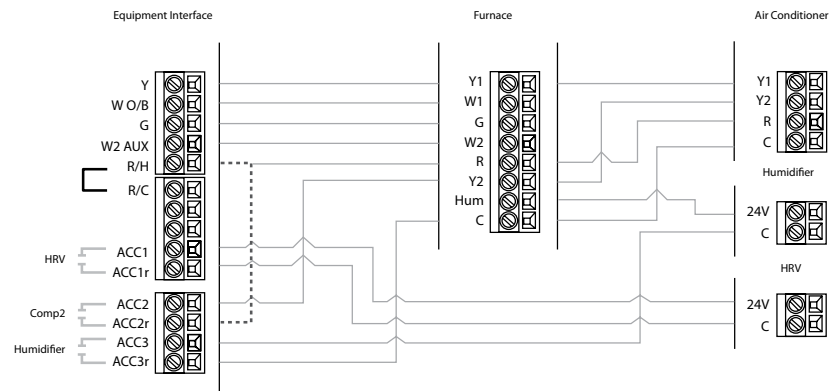 Equipment Interface
Furnace
Air Conditioner
Y
W O/B
G
W2 AUX
R/H
R/C
ACC1
ACC1r
HRV
ACC2
ACC2r
Comp2
ACC3
ACC3r
Humidifier
Y1
W1
G
W2
R
Y2
Hum
C
Y1
Y2
R
C
Humidifier
24V
C
HRV
24V
C